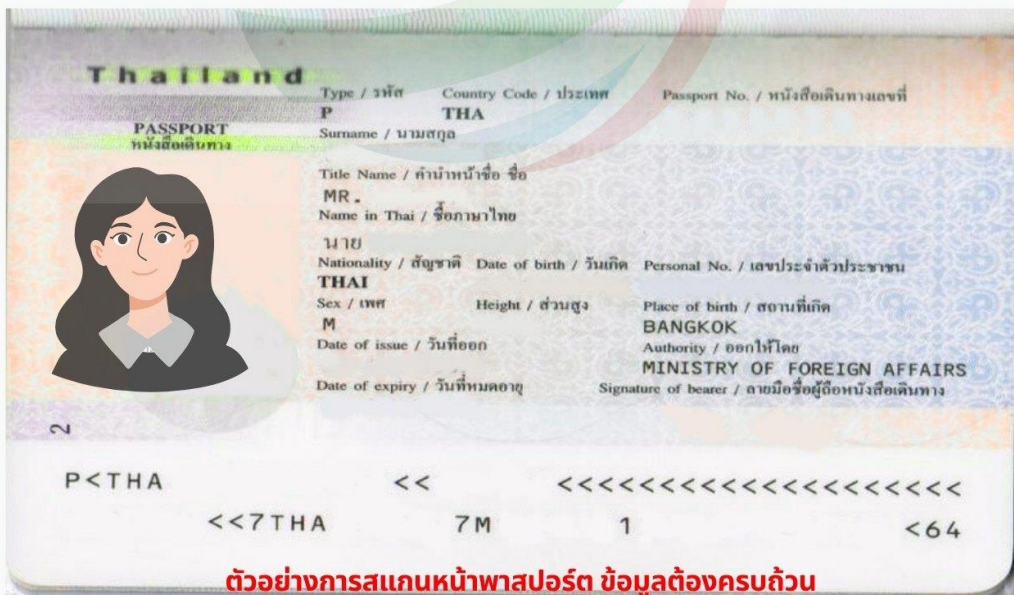 Thailand
PASSPORT
หนังสือเดินทาง
Type / รหัส Country Code / ประเทศ Passport No. / หนังสือเดินทางเลขที่
P THA
Surname / นามสกุล
Title Name / คำนำหน้าชื่อ ชื่อ
MR.
Name in Thai / ชื่อภาษาไทย
นาย
Nationality / สัญชาติ Date of birth / วันเกิด Personal No. / เลขประจำตัวประชาชน
THAI
Sex / เพศ Height / ส่วนสูง Place of birth / สถานที่เกิด
M BANGKOK
Date of issue / วันที่ออก Authority / ออกให้โดย
MINISTRY OF FOREIGN AFFAIRS
Date of expiry / วันที่หมดอายุ Signature of bearer / ลายมือชื่อผู้ถือหนังสือเดินทาง
2
P<THA << <<<<<<<<<<<<<<<<<<<<
<<7THA 7M 1 <64
ตัวอย่างการสแกนหน้าพาสปอร์ต ข้อมูลต้องครบถ้วน